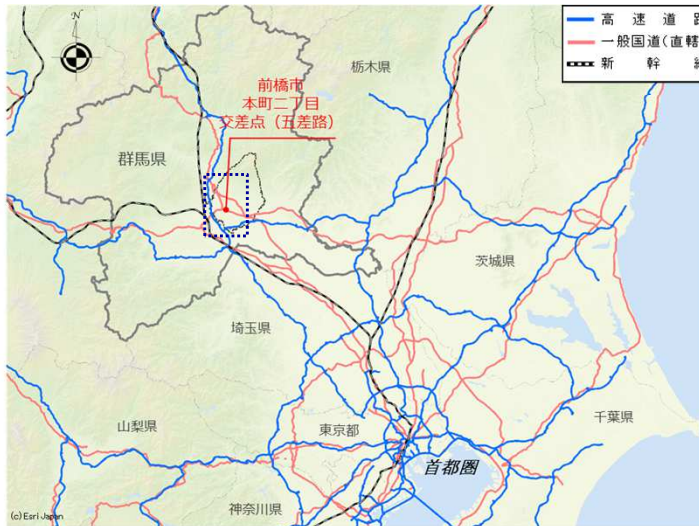 高速道路
一般国道(直轄
新幹線
N
栃木県
前橋市
本町二丁目
交差点(五差路)
群馬県
茨城県
埼玉県
山梨県
東京都
千葉県
首都圏
神奈川県
(c)Esri Japan